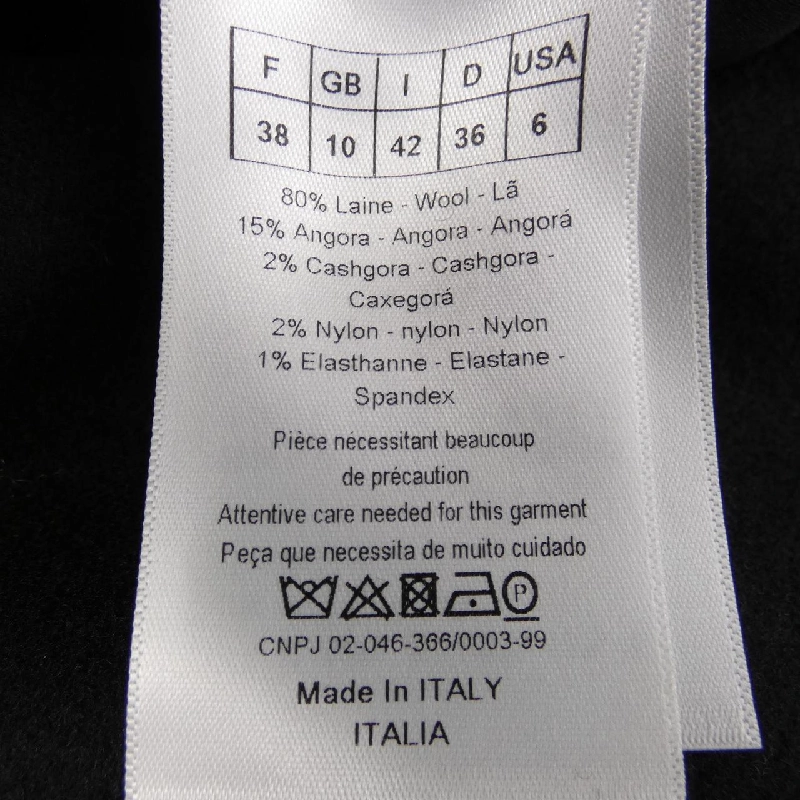 F GB I D USA
38 10 42 36 6
80% Laine - Wool - Lã
15% Angora - Angora - Angorá
2% Cashgora - Cashgora -
Caxegorá
2% Nylon - nylon - Nylon
1% Elasthanne - Elastane -
Spandex
Pièce nécessitant beaucoup
de précaution
Attentive care needed for this garment
Peça que necessita de muito cuidado
P
CNPJ 02-046-366/0003-99
Made In ITALY
ITALIA